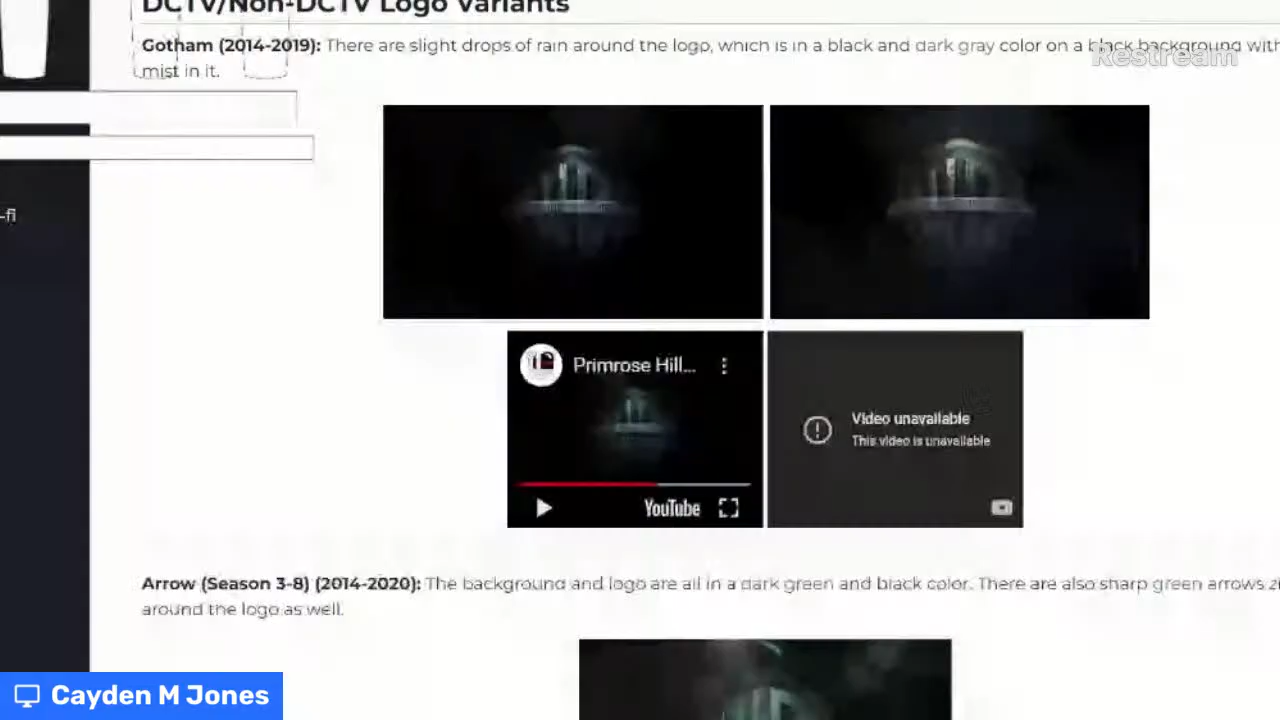 DCTV/Non-DCTV Logo Variants
Gotham (2014-2019): There are slight drops of rain around the logo, which is in a black and dark gray color on a black background with
mist in it.
Restream
-fi
Primrose Hill...
YouTube
Video unavailable
This video is unavailable
Arrow (Season 3-8) (2014-2020): The background and logo are all in a dark green and black color. There are also sharp green arrows
around the logo as well.
Cayden M Jones